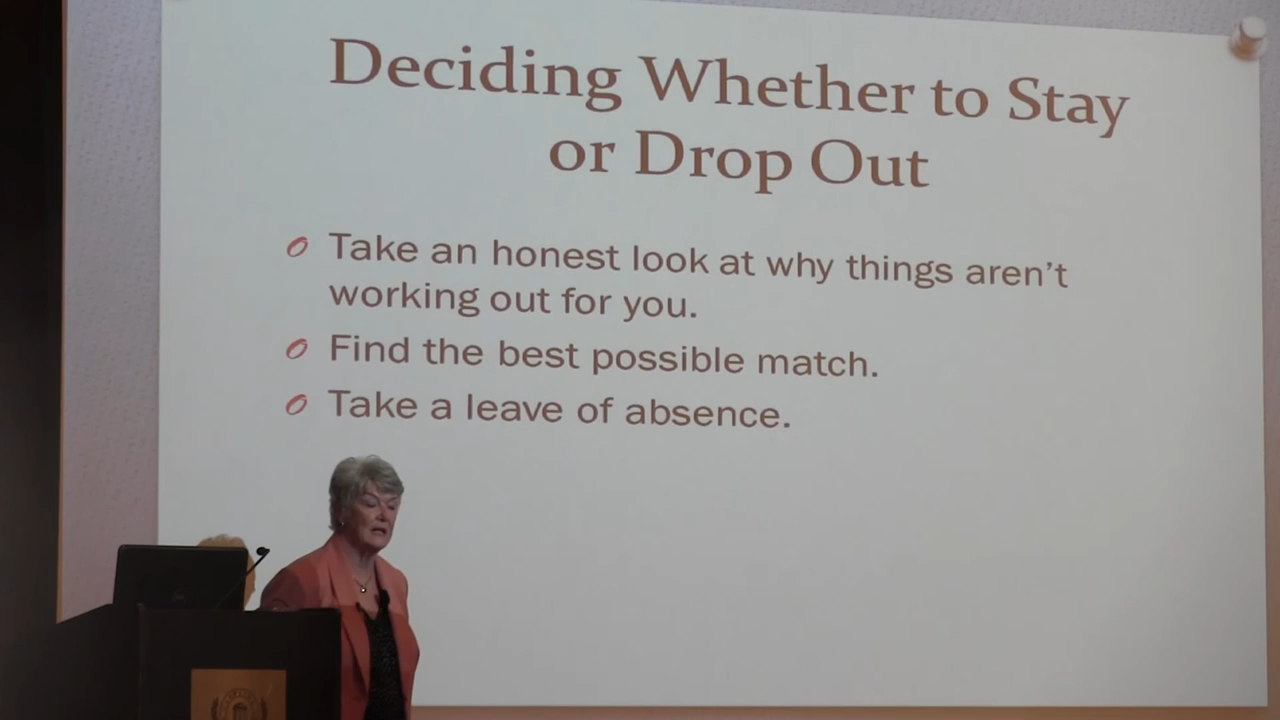 Deciding Whether to Stay
or Drop Out
Take an honest look at why things aren't
working out for you.
Find the best possible match.
Take a leave of absence.